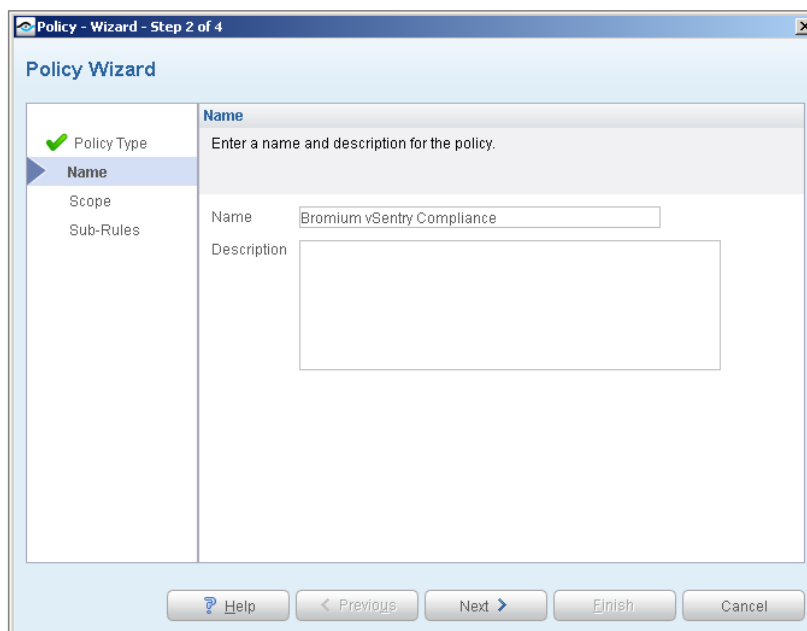 Policy - Wizard - Step 2 of 4
Policy Wizard
Policy Type
Name
Scope
Sub-Rules
Name
Enter a name and description for the policy.
Name Bromium vSentry Compliance
Description
Help Previous Next Finish Cancel